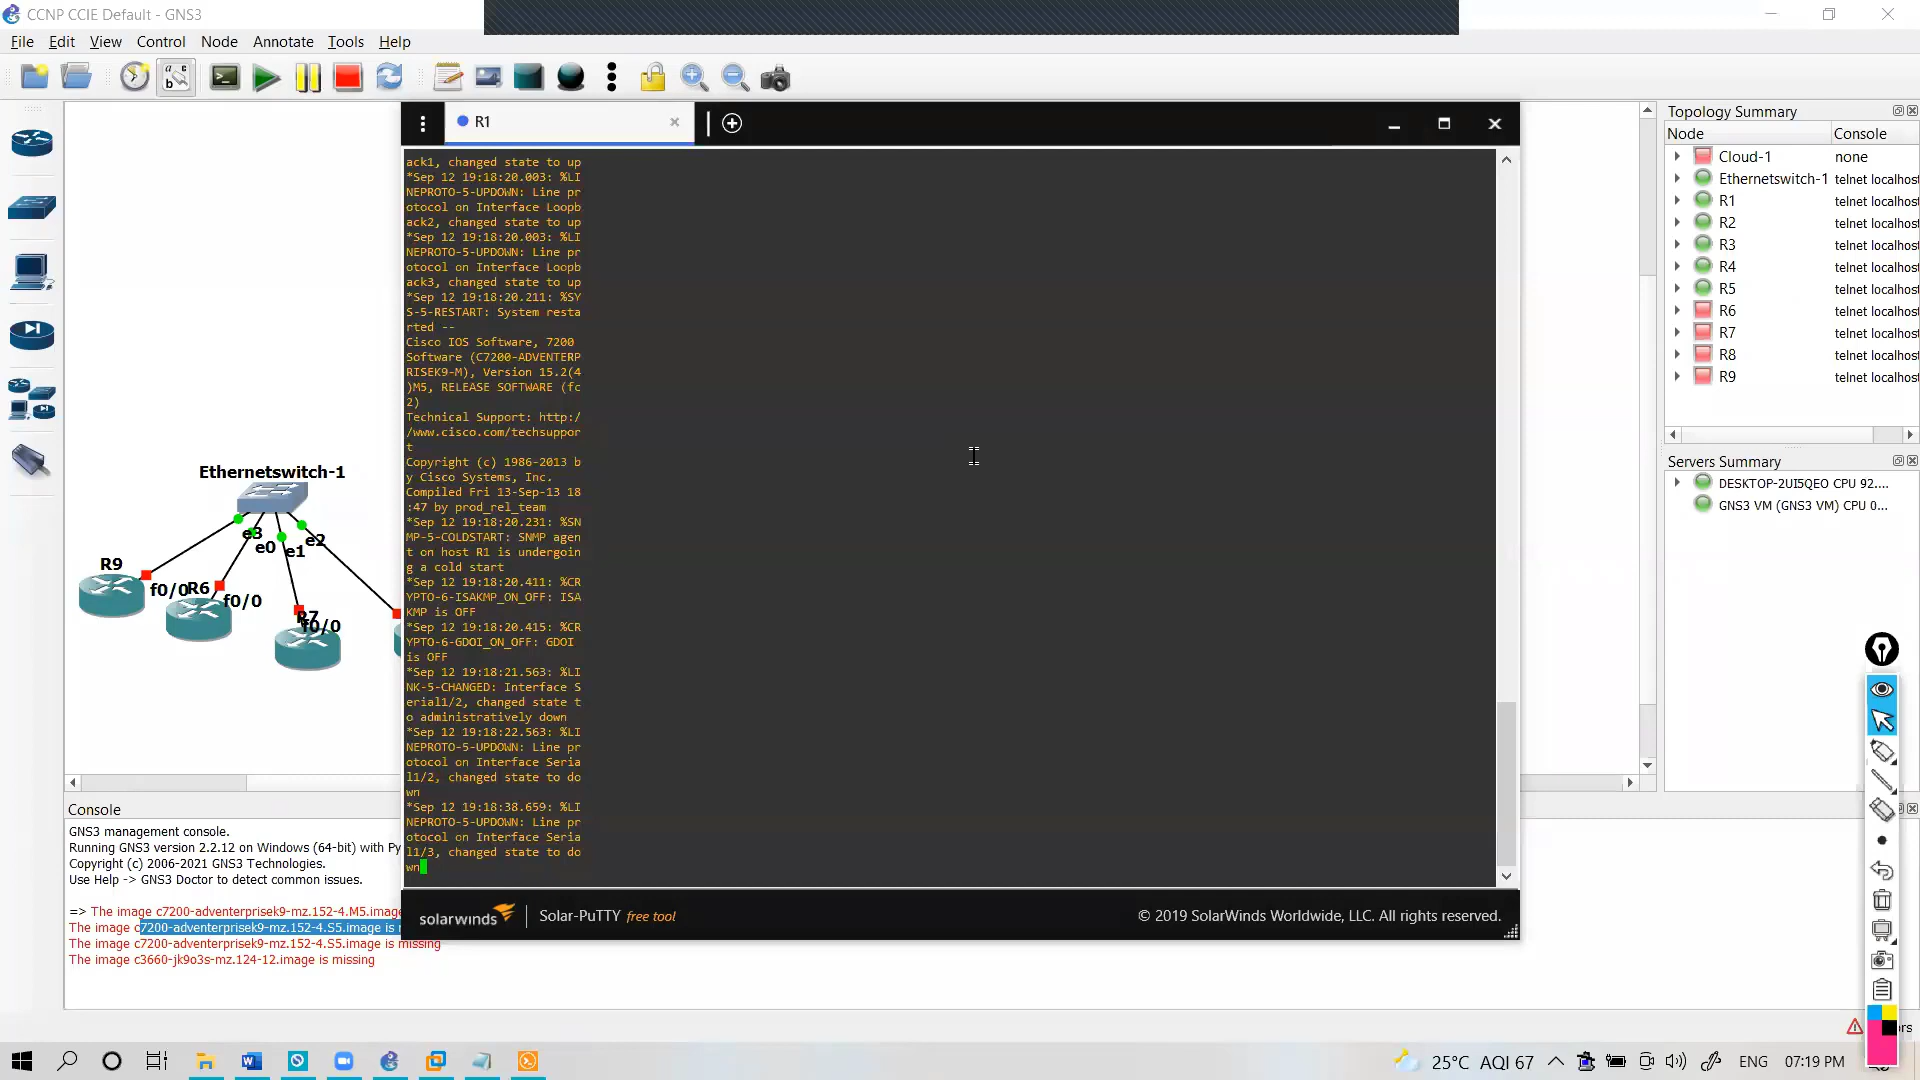 CCNP CCIE Default - GNS3
File Edit View Control Node Annotate Tools Help
R1
ack1, changed state to up
*Sep 12 19:18:20.003: %LI
NEPROTO-5-UPDOWN: Line pr
otocol on Interface Loopb
ack2, changed state to up
*Sep 12 19:18:20.003: %LI
NEPROTO-5-UPDOWN: Line pr
otocol on Interface Loopb
ack3, changed state to up
*Sep 12 19:18:20.211: %SY
S-5-RESTART: System resta
rted --
Cisco IOS Software, 7200
Software (C7200-ADVENTERP
RISEK9-M), Version 15.2(4
)M5, RELEASE SOFTWARE (fc
2)
Technical Support: http:/
/www.cisco.com/techsuppor
t
Copyright (c) 1986-2013 b
y Cisco Systems, Inc.
Compiled Fri 13-Sep-13 18
:47 by prod_rel_team
*Sep 12 19:18:20.231: %SN
MP-5-COLDSTART: SNMP agen
t on host R1 is undergoin
g a cold start
*Sep 12 19:18:20.411: %CR
YPTO-6-ISAKMP_ON_OFF: ISA
KMP is OFF
*Sep 12 19:18:20.415: %CR
YPTO-6-GDOI_ON_OFF: GDOI
is OFF
*Sep 12 19:18:21.563: %LI
NK-5-CHANGED: Interface S
erial1/2, changed state t
o administratively down
*Sep 12 19:18:22.563: %LI
NEPROTO-5-UPDOWN: Line pr
otocol on Interface Seria
l1/2, changed state to do
wn
*Sep 12 19:18:38.659: %LI
NEPROTO-5-UPDOWN: Line pr
otocol on Interface Seria
l1/3, changed state to do
wn
solarwinds
Solar-PuTTY free tool
© 2019 SolarWinds Worldwide, LLC. All rights reserved.
Ethernetswitch-1
e3
e0
e1
e2
R9
f0/0
R6
f0/0
R7
f0/0
Topology Summary
Node Console
Cloud-1 none
Ethernetswitch-1 telnet localhost
R1 telnet localhost
R2 telnet localhost
R3 telnet localhost
R4 telnet localhost
R5 telnet localhost
R6 telnet localhost
R7 telnet localhost
R8 telnet localhost
R9 telnet localhost
Servers Summary
DESKTOP-2UI5QEO CPU 92....
GNS3 VM (GNS3 VM) CPU 0...
Console
GNS3 management console.
Running GNS3 version 2.2.12 on Windows (64-bit) with Py
Copyright (c) 2006-2021 GNS3 Technologies.
Use Help -> GNS3 Doctor to detect common issues.
=> The image c7200-adventerprisek9-mz.152-4.M5.image
The image c7200-adventerprisek9-mz.152-4.S5.image is
The image c7200-adventerprisek9-mz.152-4.S5.image is missing
The image c3660-jk9o3s-mz.124-12.image is missing
25°C AQI 67
ENG
07:19 PM